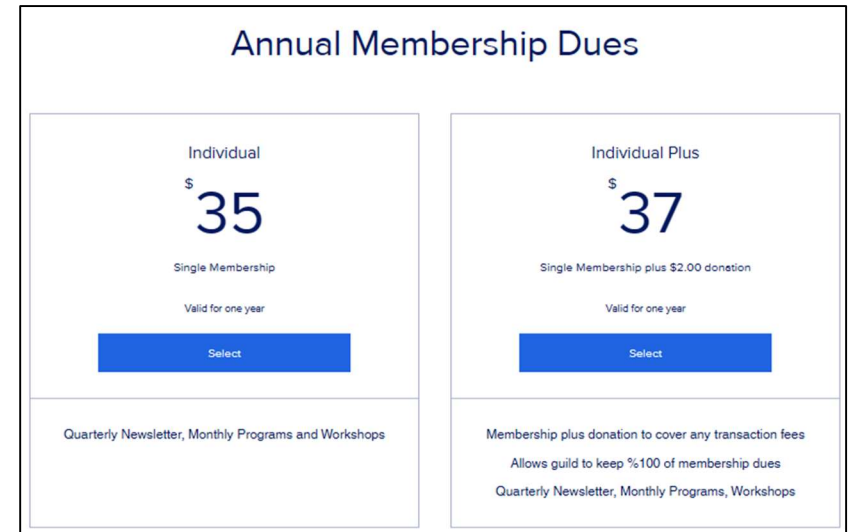 Annual Membership Dues
Individual
$
35
Single Membership
Valid for one year
Select
Quarterly Newsletter, Monthly Programs and Workshops
Individual Plus
$
37
Single Membership plus $2.00 donation
Valid for one year
Select
Membership plus donation to cover any transaction fees
Allows guild to keep %100 of membership dues
Quarterly Newsletter, Monthly Programs, Workshops